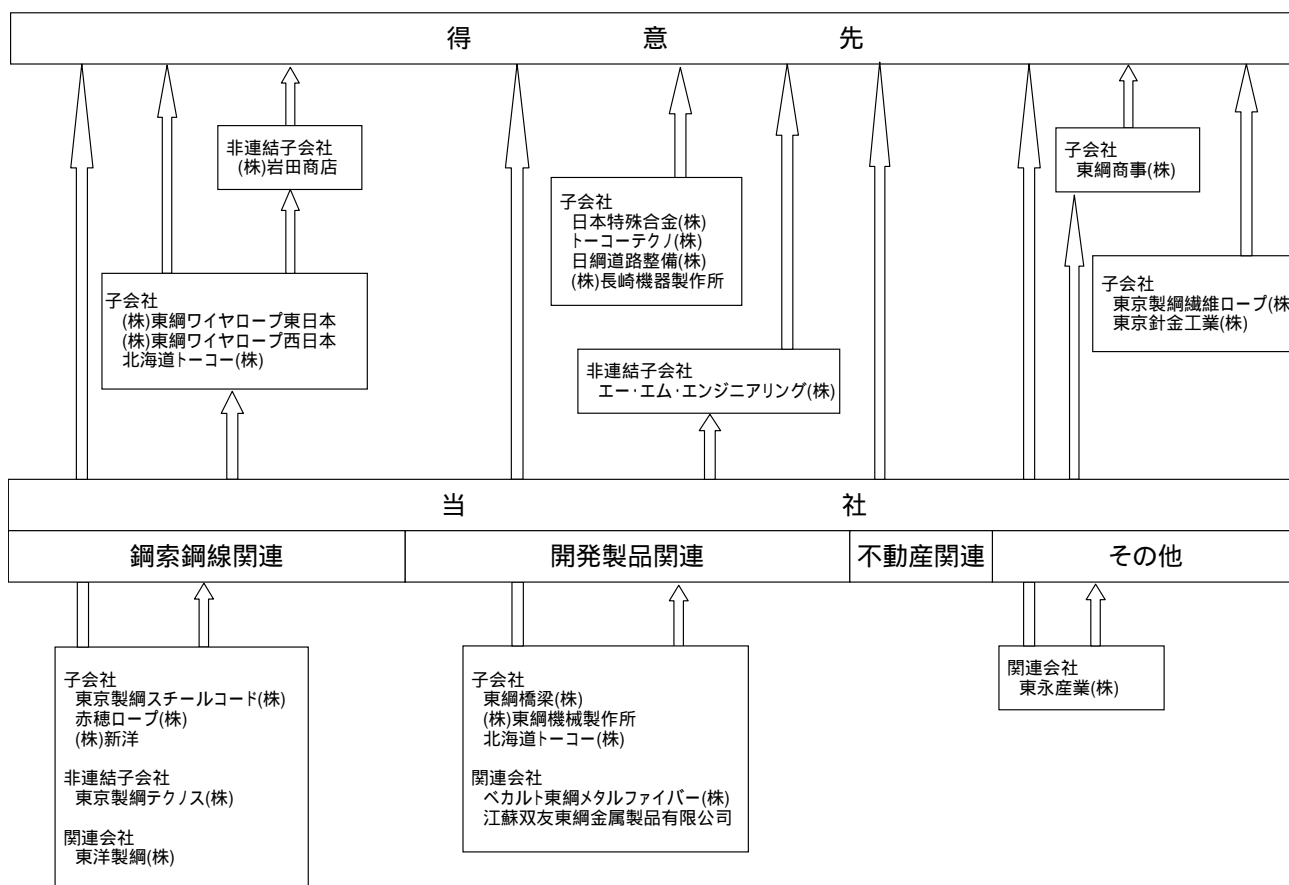 得意先
非連結子会社
(株)岩田商店
子会社
(株)東綱ワイヤロープ東日本
(株)東綱ワイヤロープ西日本
北海道トーコー(株)
子会社
日本特殊合金(株)
トーコーテクノ(株)
日綱道路整備(株)
(株)長崎機器製作所
非連結子会社
エー・エム・エンジニアリング(株)
子会社
東綱商事(株)
子会社
東京製綱繊維ロープ(株
東京針金工業(株)
当社
鋼索鋼線関連
開発製品関連
不動産関連
その他
子会社
東京製綱スチールコード(株)
赤穂ロープ(株)
(株)新洋
非連結子会社
東京製綱テクノス(株)
関連会社
東洋製綱(株)
子会社
東綱橋梁(株)
(株)東綱機械製作所
北海道トーコー(株)
関連会社
ベカルト東綱メタルファイバー(株)
江蘇双友東綱金属製品有限公司
関連会社
東永産業(株)